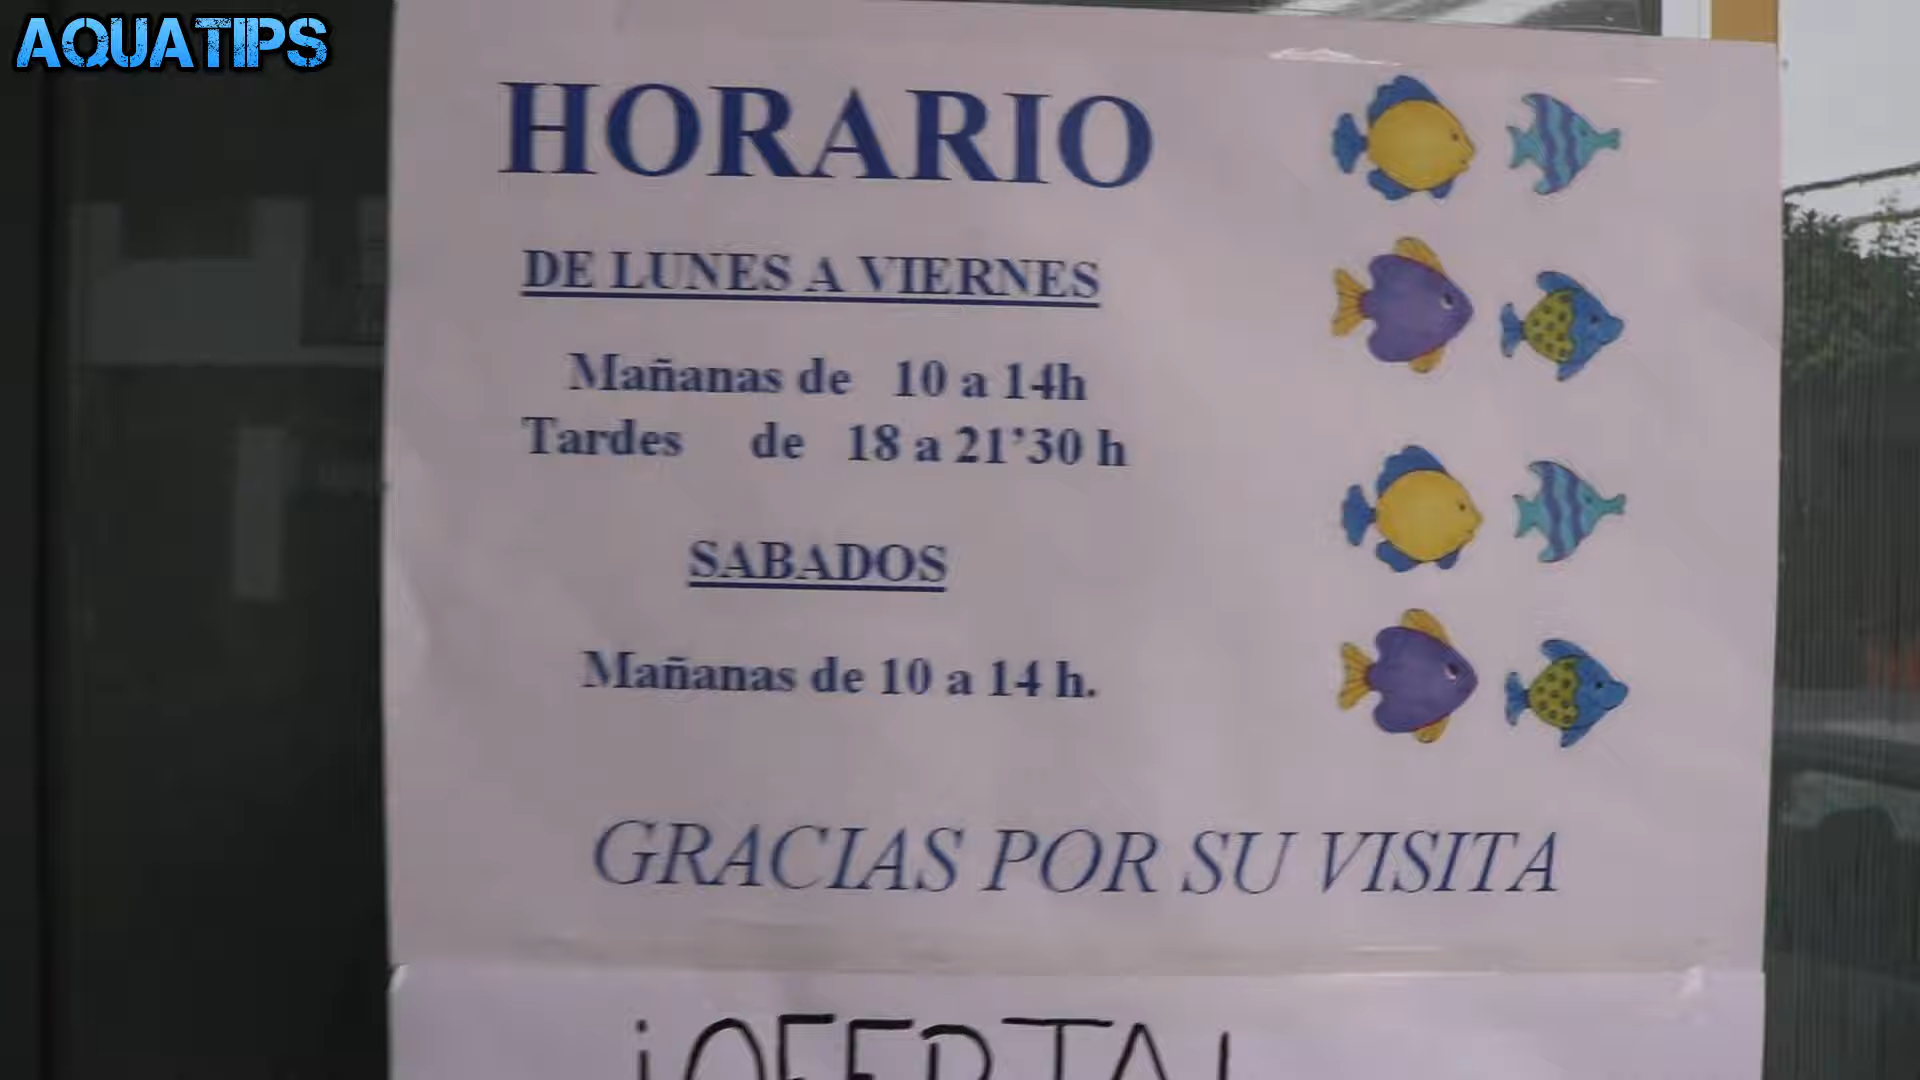 AQUATIPS
HORARIO
DE LUNES A VIERNES
Mañanas de 10 a 14h
Tardes de 18 a 21'30 h
SABADOS
Mañanas de 10 a 14 h.
GRACIAS POR SU VISITA
¡OFERTA!